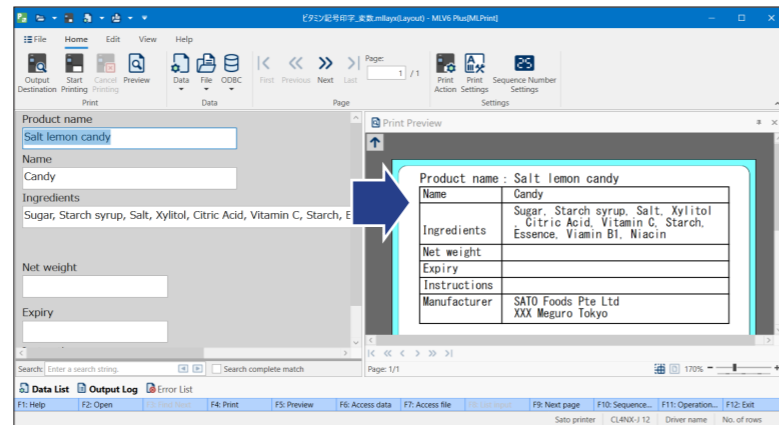 ビタミン記号印字_変数.mllayx(Layout) - MLV6 Plus[MLPrint]
File Home Edit View Help
Output Destination
Start Printing
Cancel Printing
Preview
Data
File
ODBC
First
Previous
Next
Last
Page:
1 / 1
Print Action
Print Settings
Sequence Number Settings
Print
Data
Page
Settings
Product name
Salt lemon candy
Name
Candy
Ingredients
Sugar, Starch syrup, Salt, Xylitol, Citric Acid, Vitamin C, Starch, E
Net weight
Expiry
Search: Enter a search string.
Search complete match
Print Preview
Product name : Salt lemon candy
Name Candy
Ingredients
Sugar, Starch syrup, Salt, Xylitol
, Citric Acid, Vitamin C, Starch,
Essence, Viamin B1, Niacin
Net weight
Expiry
Instructions
Manufacturer SATO Foods Pte Ltd
XXX Meguro Tokyo
Page: 1/1
170%
Data List Output Log Error List
F1: Help F2: Open F4: Print F5: Preview F6: Access data F7: Access file F9: Next page F10: Sequence... F11: Operation... F12: Exit
Sato printer CL4NX-J 12 Driver name No. of rows